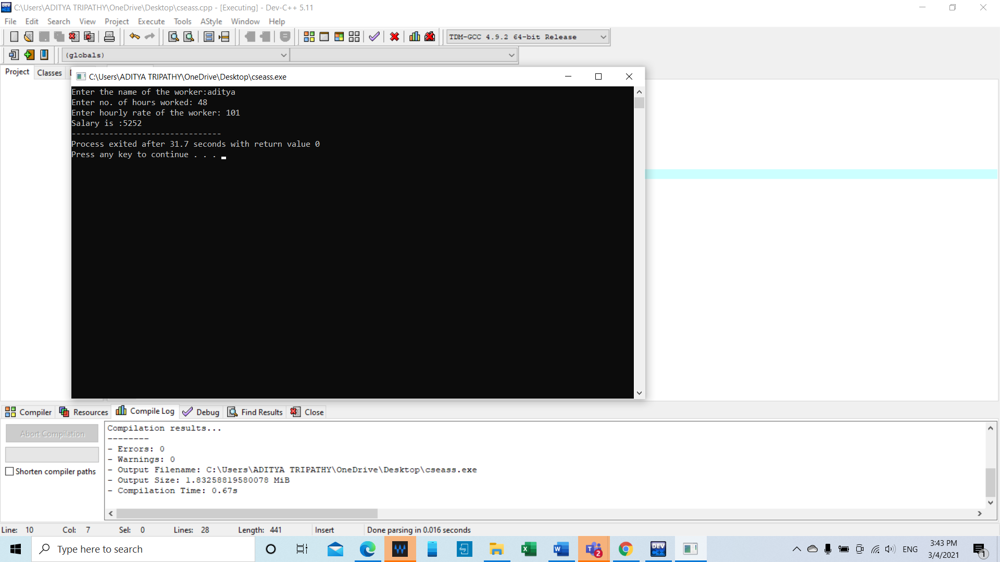 C:\Users\ADITYA TRIPATHY\OneDrive\Desktop\cseass.cpp - [Executing] - Dev-C++ 5.11
File Edit Search View Project Execute Tools AStyle Window Help
TDM-GCC 4.9.2 64-bit Release
(globals)
Project Classes
C:\Users\ADITYA TRIPATHY\OneDrive\Desktop\cseass.exe
Enter the name of the worker:aditya
Enter no. of hours worked: 48
Enter hourly rate of the worker: 101
Salary is :5252
--------------------------------
Process exited after 31.7 seconds with return value 0
Press any key to continue . . .
Compiler Resources Compile Log Debug Find Results Close
Abort Compilation
Shorten compiler paths
Compilation results...
--------
- Errors: 0
- Warnings: 0
- Output Filename: C:\Users\ADITYA TRIPATHY\OneDrive\Desktop\cseass.exe
- Output Size: 1.83258819580078 MiB
- Compilation Time: 0.67s
Line: 10 Col: 7 Sel: 0 Lines: 28 Length: 441 Insert Done parsing in 0.016 seconds
Type here to search
ENG
3:43 PM
3/4/2021